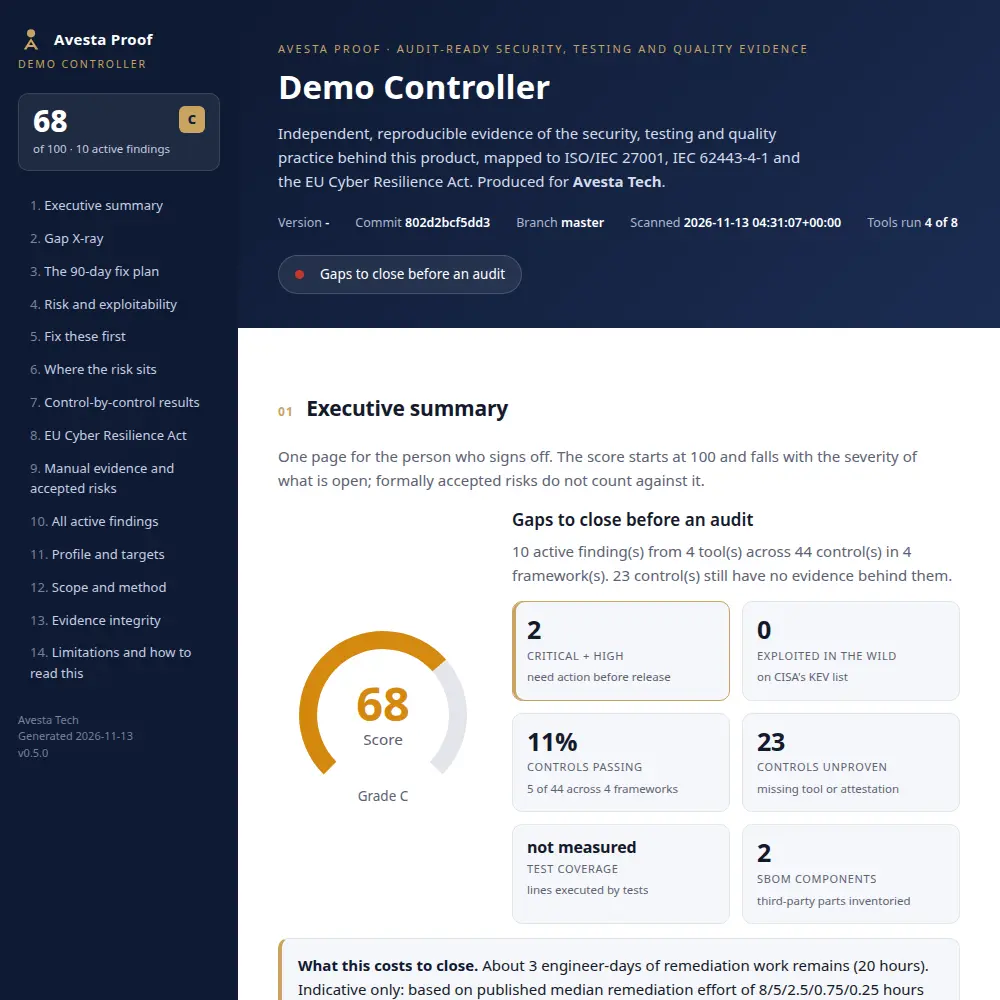 Avesta Proof
DEMO CONTROLLER
68
C
of 100 · 10 active findings
1. Executive summary
2. Gap X-ray
3. The 90-day fix plan
4. Risk and exploitability
5. Fix these first
6. Where the risk sits
7. Control-by-control results
8. EU Cyber Resilience Act
9. Manual evidence and
accepted risks
10. All active findings
11. Profile and targets
12. Scope and method
13. Evidence integrity
14. Limitations and how to
read this
Avesta Tech
Generated 2026-11-13
v0.5.0
AVESTA PROOF · AUDIT-READY SECURITY, TESTING AND QUALITY EVIDENCE
Demo Controller
Independent, reproducible evidence of the security, testing and quality
practice behind this product, mapped to ISO/IEC 27001, IEC 62443-4-1 and
the EU Cyber Resilience Act. Produced for Avesta Tech.
Version - Commit 802d2bcf5dd3 Branch master Scanned 2026-11-13 04:31:07+00:00 Tools run 4 of 8
Gaps to close before an audit
01 Executive summary
One page for the person who signs off. The score starts at 100 and falls with the severity of
what is open; formally accepted risks do not count against it.
68
Score
Grade C
Gaps to close before an audit
10 active finding(s) from 4 tool(s) across 44 control(s) in 4
framework(s). 23 control(s) still have no evidence behind them.
2
CRITICAL + HIGH
need action before release
0
EXPLOITED IN THE WILD
on CISA's KEV list
11%
CONTROLS PASSING
5 of 44 across 4 frameworks
23
CONTROLS UNPROVEN
missing tool or attestation
not measured
TEST COVERAGE
lines executed by tests
2
SBOM COMPONENTS
third-party parts inventoried
What this costs to close. About 3 engineer-days of remediation work remains (20 hours).
Indicative only: based on published median remediation effort of 8/5/2.5/0.75/0.25 hours